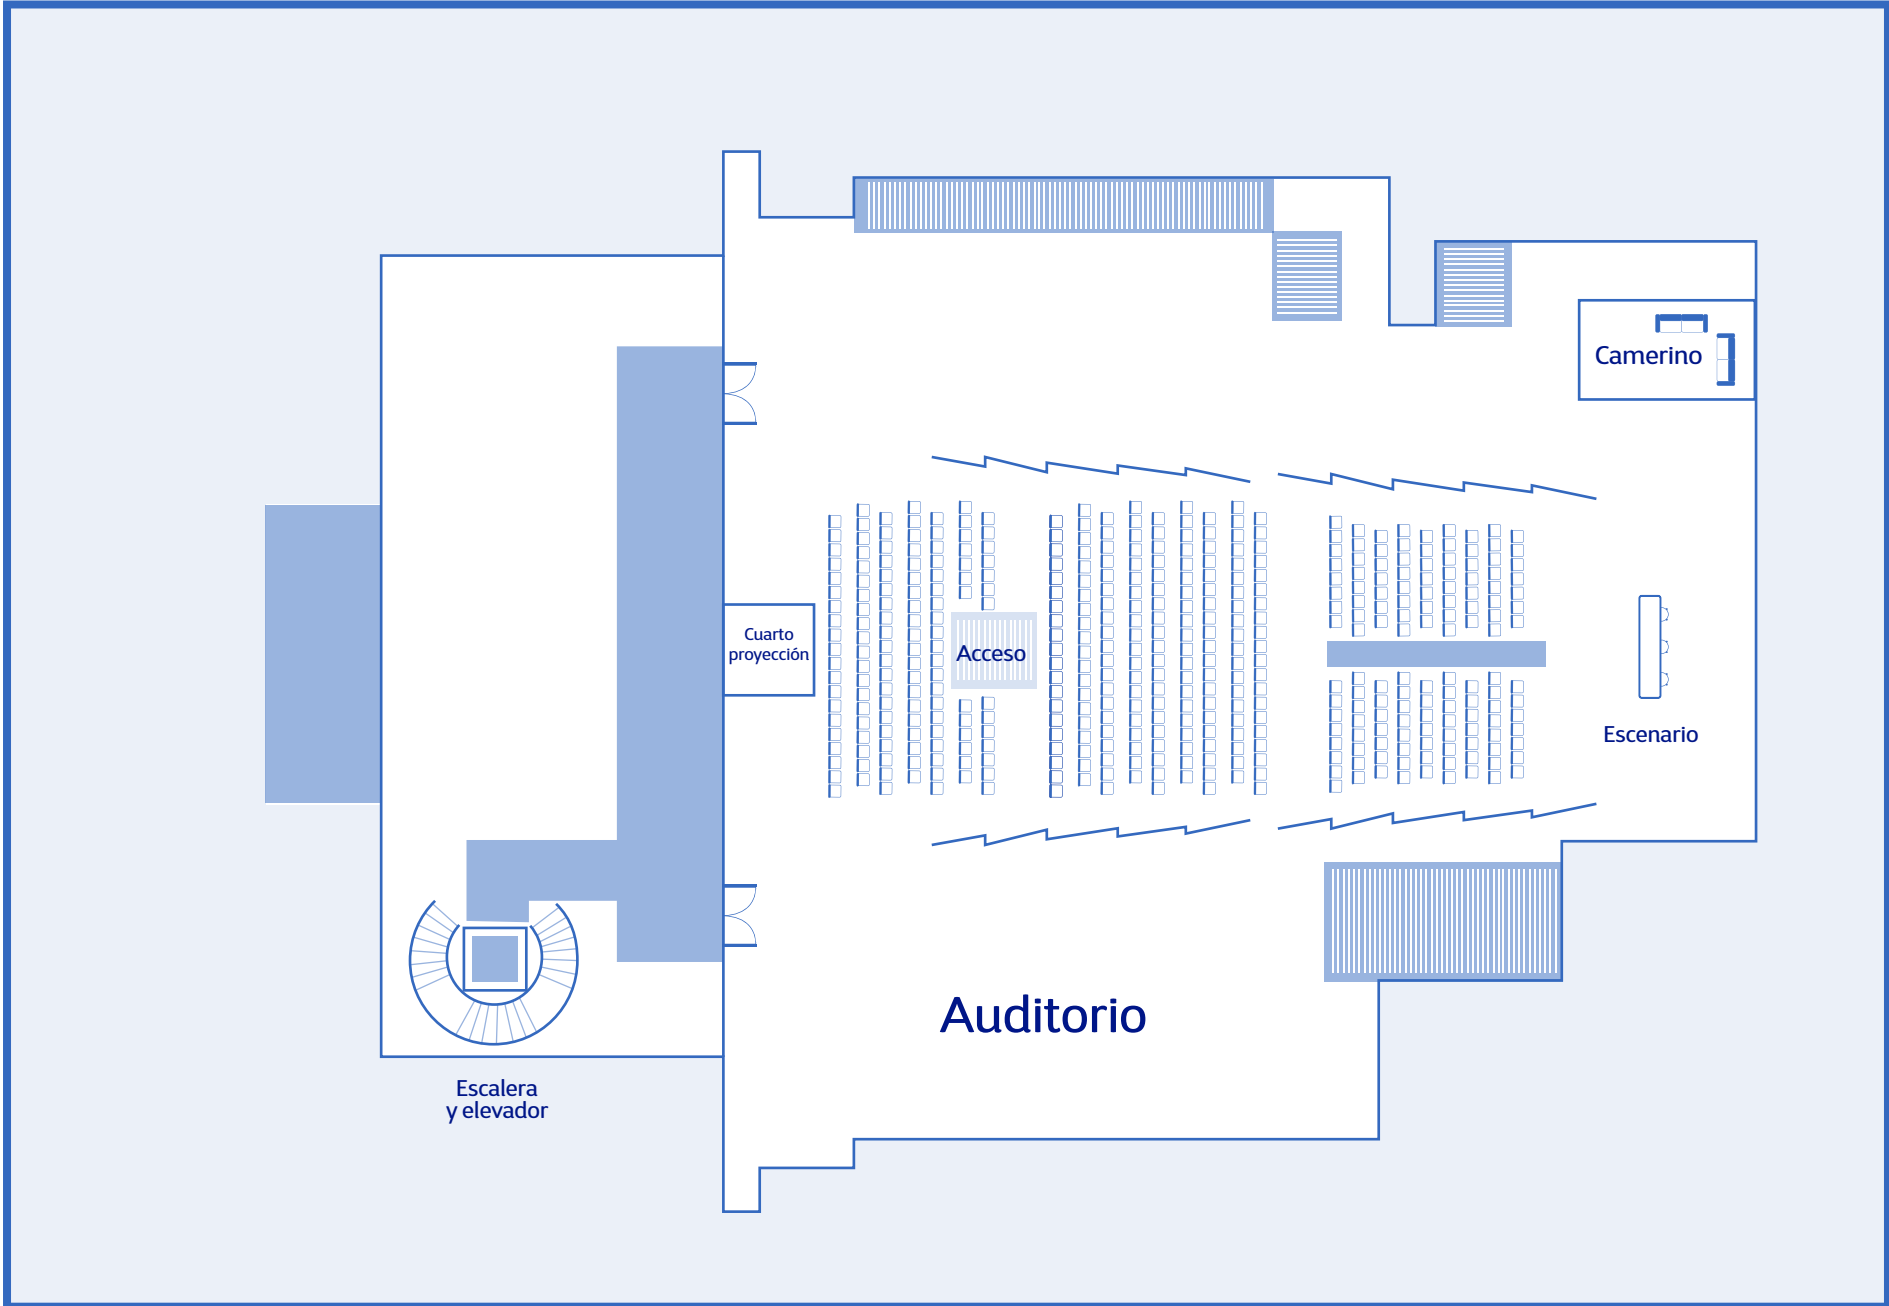 Camerino
Cuarto
proyección
Acceso
Escenario
Auditorio
Escalera
y elevador